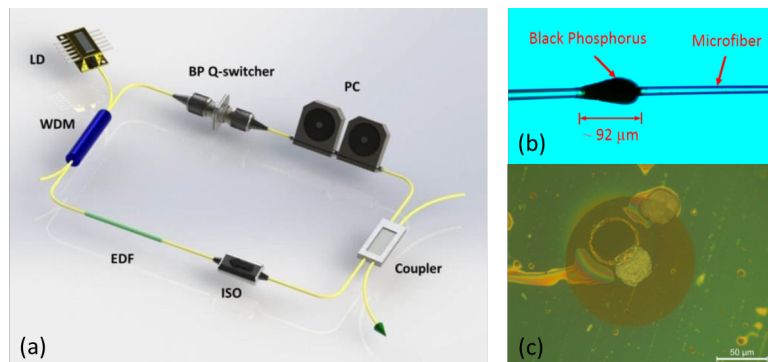 LD
BP Q-switcher
PC
WDM
EDF
ISO
Coupler
(a)
Black Phosphorus
Microfiber
~ 92 μm
(b)
(c)
50 μm